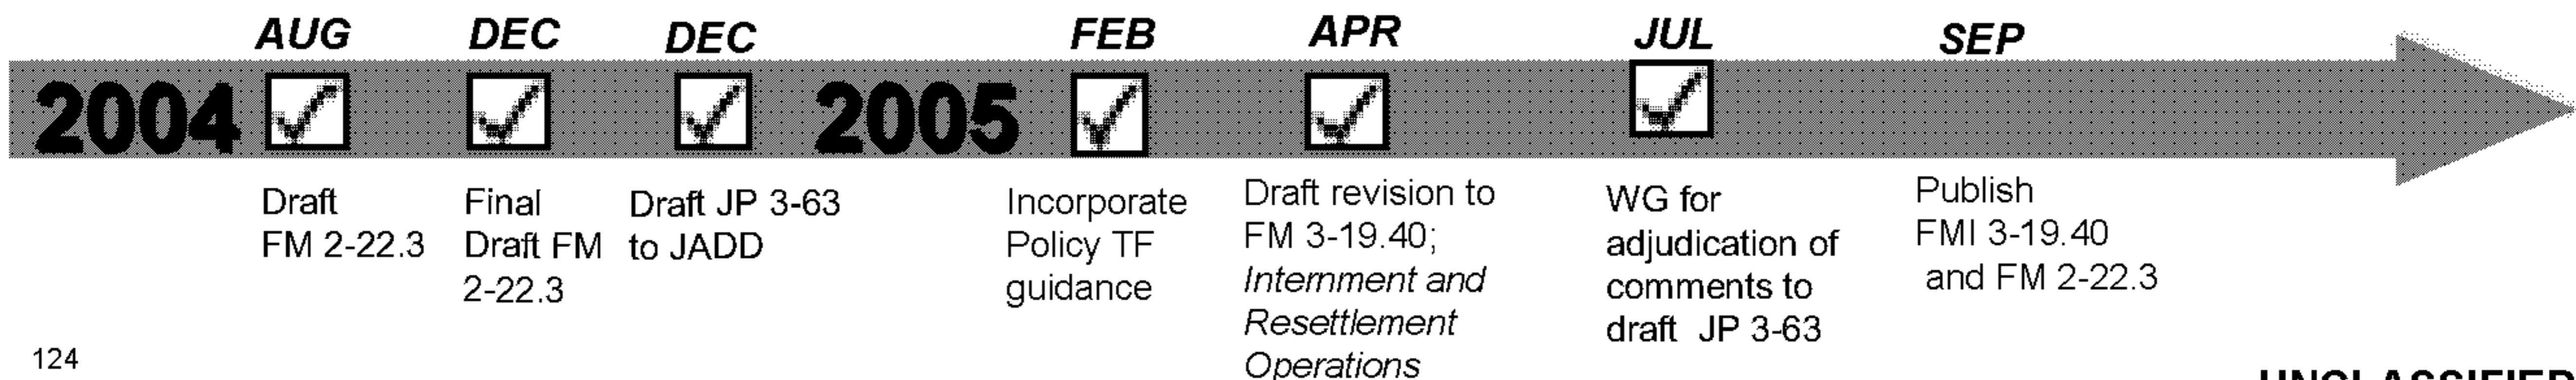 AUG
DEC
DEC
FEB
APR
JUL
SEP
2004
2005
Draft
FM 2-22.3
Final
Draft FM
2-22.3
Draft JP 3-63
to JADD
Incorporate
Policy TF
guidance
Draft revision to
FM 3-19.40;
Internment and
Resettlement
Operations
WG for
adjudication of
comments to
draft JP 3-63
Publish
FMI 3-19.40
and FM 2-22.3
124
UNCLASSIFIED